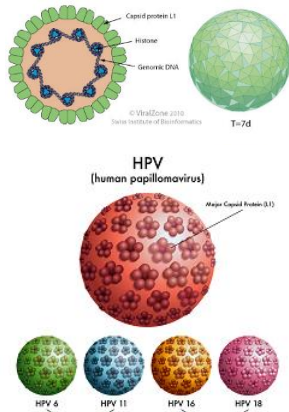 Capsid protein L1
Histone
Genomic DNA
© ViralZone 2010
Swiss Institute of Bioinformatics
T=7d
HPV
(human papillomavirus)
Major Capsid Protein (L1)
HPV 6
HPV 11
HPV 16
HPV 18